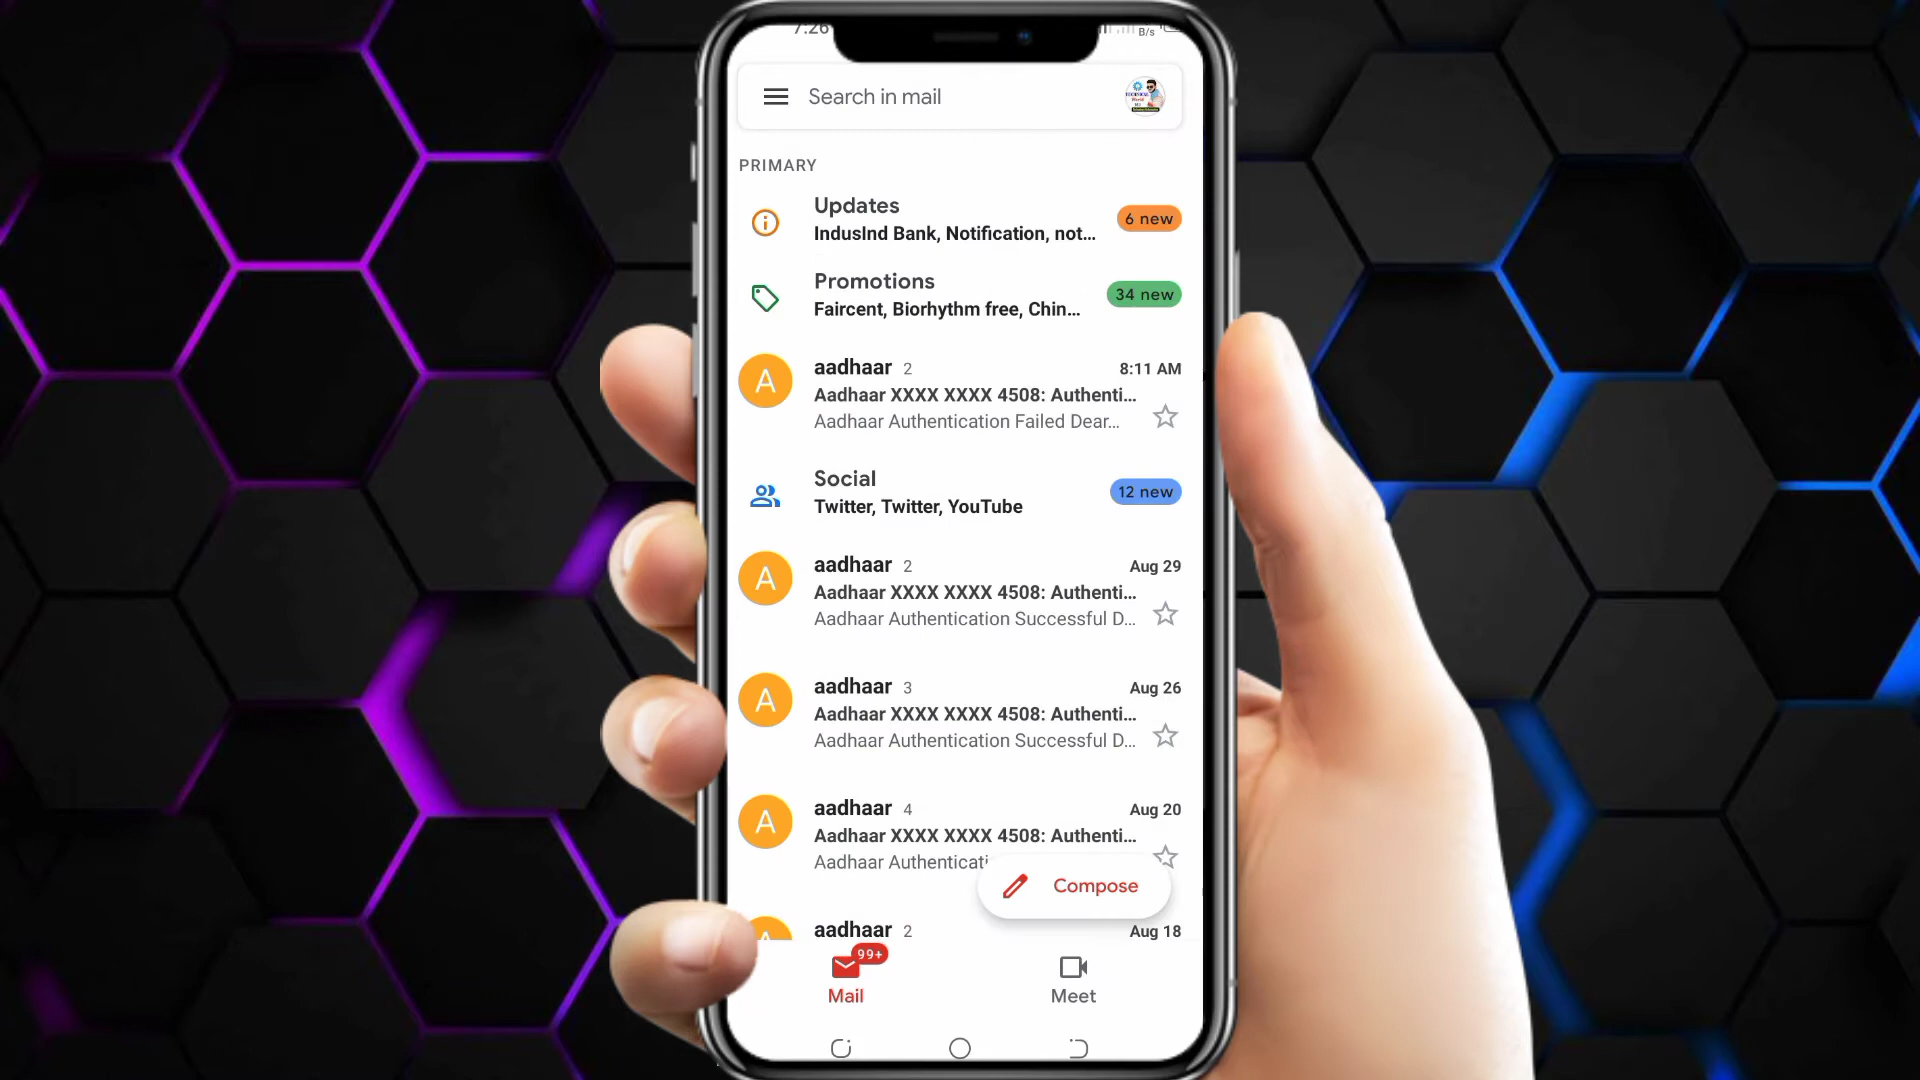 7:26
B/s
Search in mail
PRIMARY
Updates
6 new
IndusInd Bank, Notification, not...
Promotions
34 new
Faircent, Biorhythm free, Chin...
A
aadhaar 2
8:11 AM
Aadhaar XXXX XXXX 4508: Authenti...
Aadhaar Authentication Failed Dear...
Social
12 new
Twitter, Twitter, YouTube
A
aadhaar 2
Aug 29
Aadhaar XXXX XXXX 4508: Authenti...
Aadhaar Authentication Successful D...
A
aadhaar 3
Aug 26
Aadhaar XXXX XXXX 4508: Authenti...
Aadhaar Authentication Successful D...
A
aadhaar 4
Aug 20
Aadhaar XXXX XXXX 4508: Authenti...
Aadhaar Authenticati
Compose
aadhaar 2
Aug 18
99+
Mail
Meet